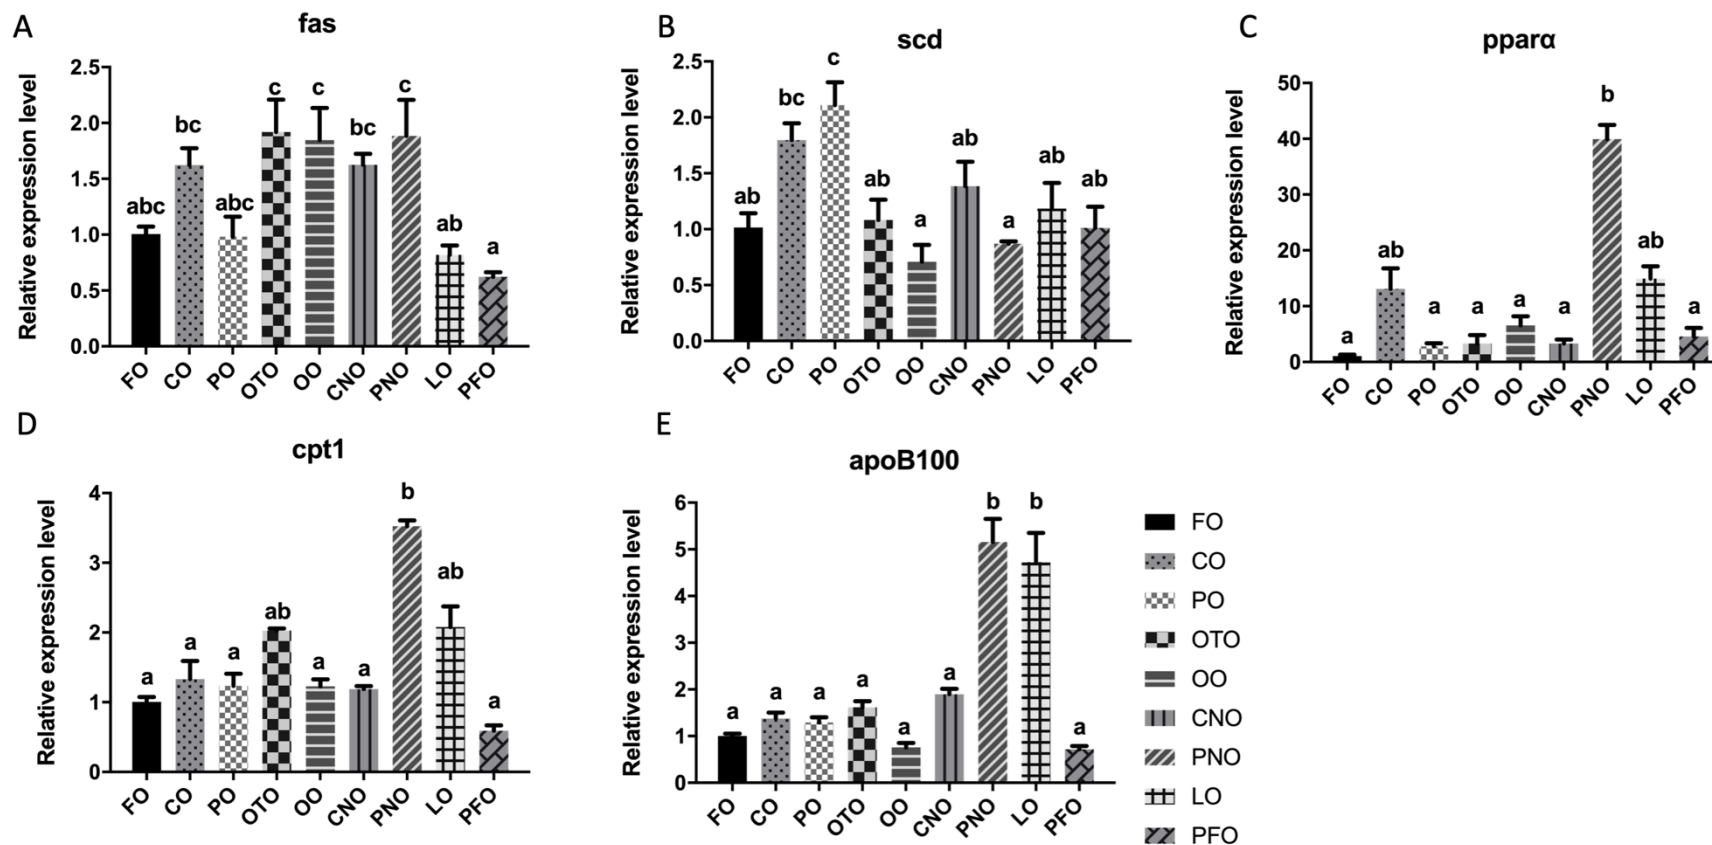 A
fas
Relative expression level
2.5
2.0
1.5
1.0
0.5
0.0
abc
bc
abc
c
c
bc
c
ab
a
FO
CO
PO
OTO
OO
CNO
PNO
LO
PFO
B
scd
Relative expression level
2.5
2.0
1.5
1.0
0.5
0.0
ab
bc
c
ab
a
ab
a
ab
ab
FO
CO
PO
OTO
OO
CNO
PNO
LO
PFO
C
pparα
Relative expression level
50
40
30
20
10
0
a
ab
a
a
a
a
b
ab
a
FO
CO
PO
OTO
OO
CNO
PNO
LO
PFO
D
cpt1
Relative expression level
4
3
2
1
0
a
a
a
ab
a
a
b
ab
a
FO
CO
PO
OTO
OO
CNO
PNO
LO
PFO
E
apoB100
Relative expression level
6
5
4
3
2
1
0
a
a
a
a
a
a
b
b
a
FO
CO
PO
OTO
OO
CNO
PNO
LO
PFO
FO
CO
PO
OTO
OO
CNO
PNO
LO
PFO